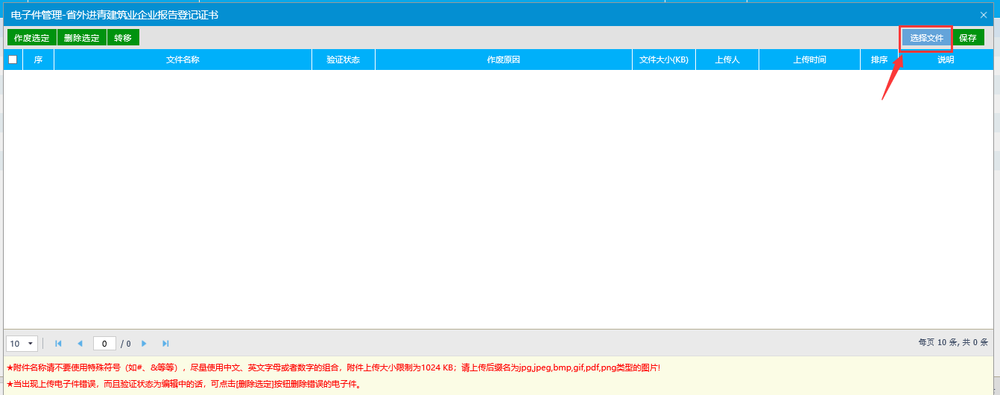 电子件管理-省外进青建筑业企业报告登记证书
作废选定 删除选定 转移 选择文件 保存
序 文件名称 验证状态 作废原因 文件大小(KB) 上传人 上传时间 排序 说明
10 0 / 0 每页 10 条, 共 0 条
★附件名称请不要使用特殊符号（如#、&等等），尽量使用中文、英文字母或者数字的组合，附件上传大小限制为1024 KB；请上传后缀名为jpg,jpeg,bmp,gif,pdf,png类型的图片!
★当出现上传电子件错误，而且验证状态为编辑中的话，可点击[删除选定]按钮删除错误的电子件。